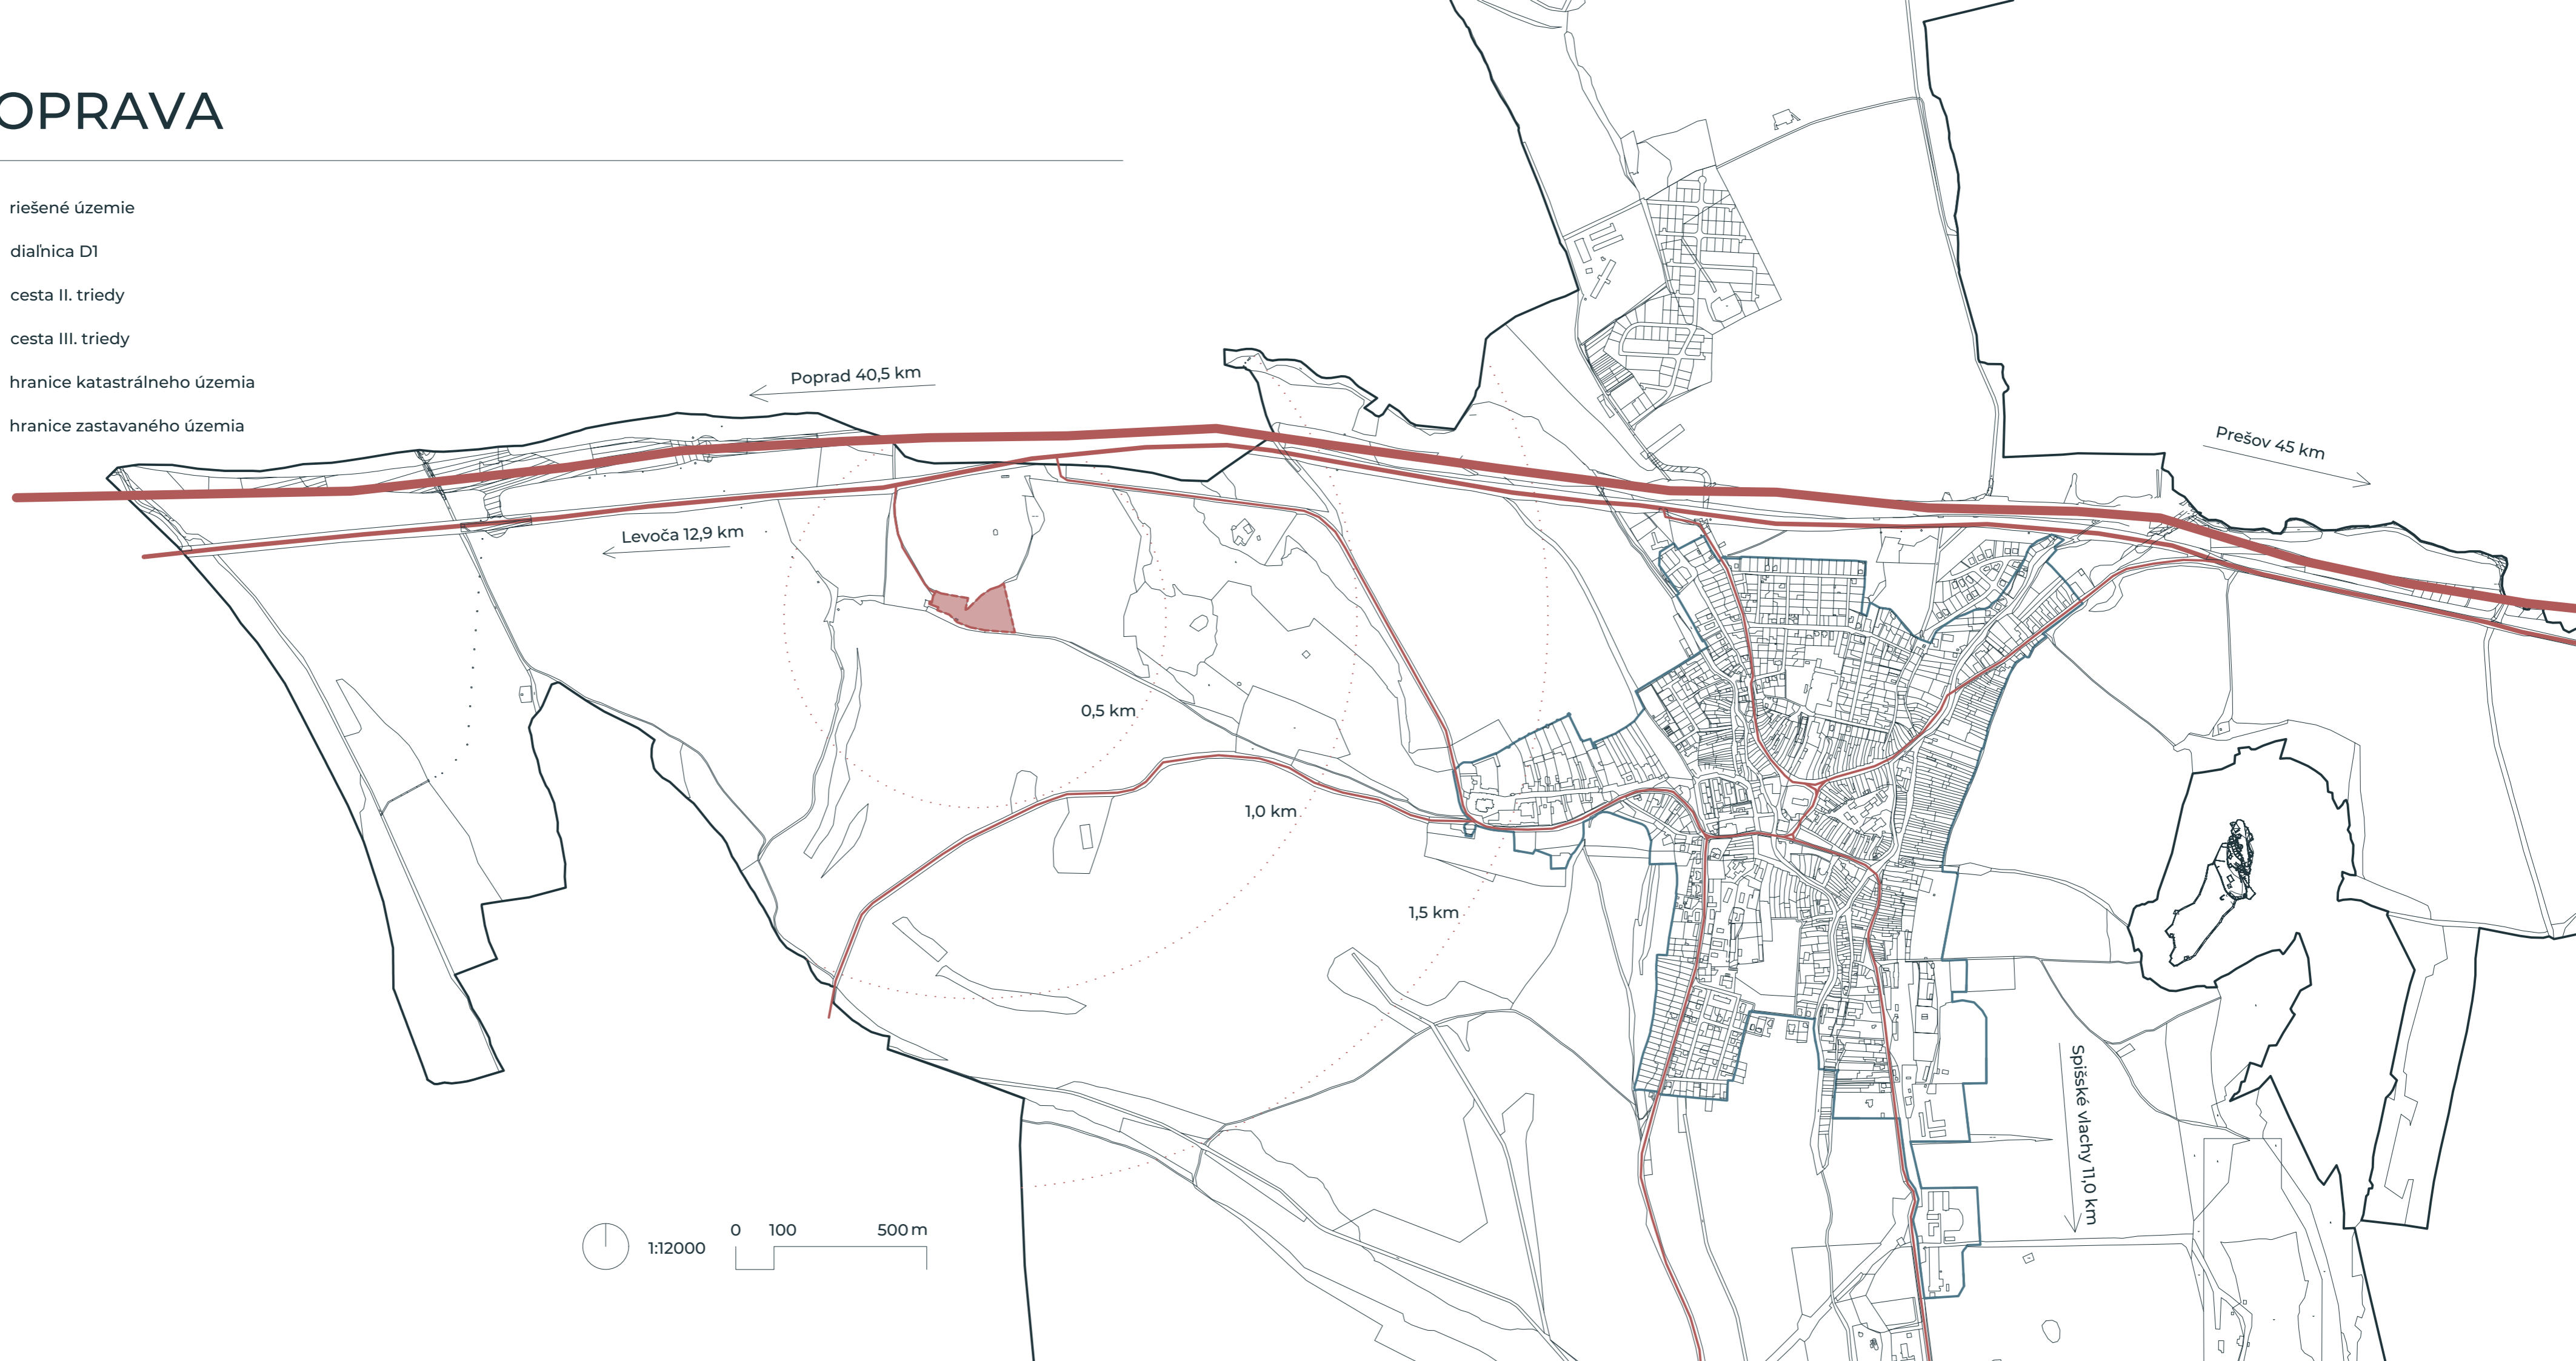 OPRAVA
riešené územie
diaľnica D1
cesta II. triedy
cesta III. triedy
hranice katastrálneho územia
hranice zastavaného územia
Poprad 40,5 km
Prešov 45 km
Levoča 12,9 km
0,5 km
1,0 km
1,5 km
Spišské vlachy 11,0 km
1:12000
0 100 500 m